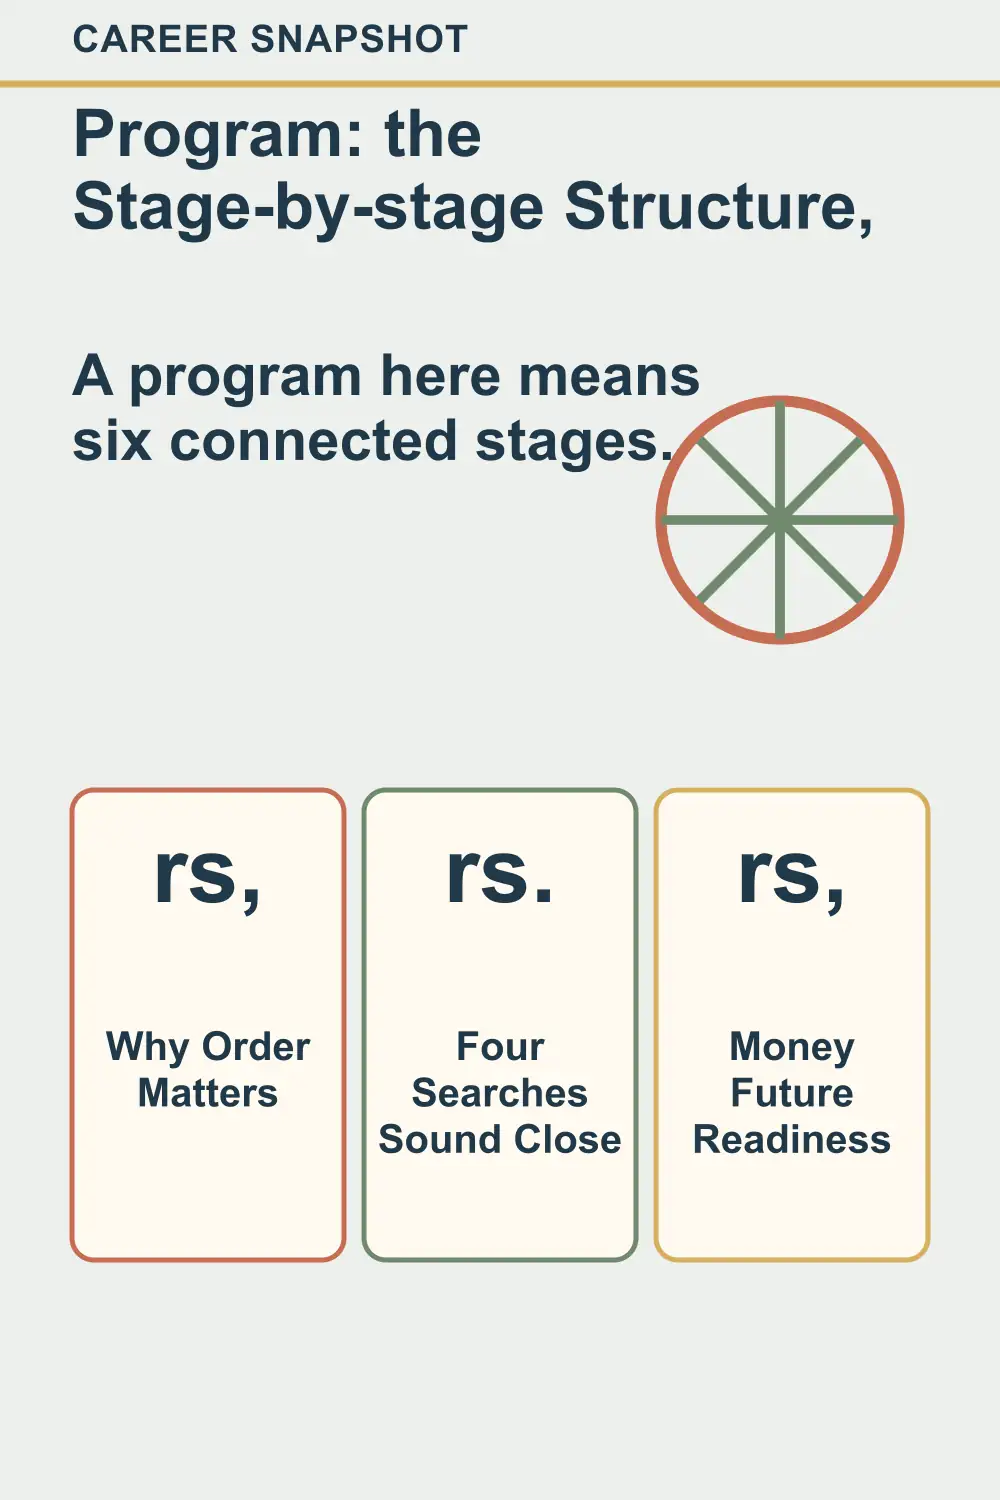 CAREER SNAPSHOT
Program: the
Stage-by-stage Structure,
A program here means
six connected stages.
rs,
Why Order
Matters
rs.
Four
Searches
Sound Close
rs,
Money
Future
Readiness